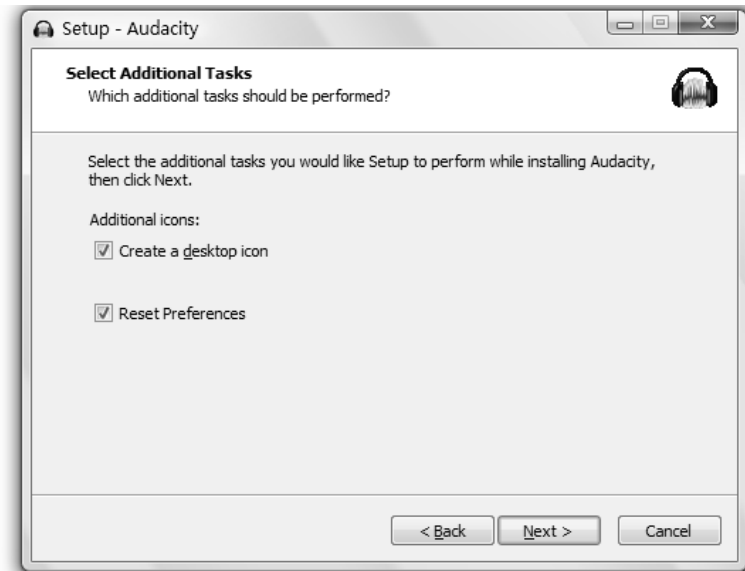 Setup - Audacity
Select Additional Tasks
Which additional tasks should be performed?
Select the additional tasks you would like Setup to perform while installing Audacity,
then click Next.
Additional icons:
Create a desktop icon
Reset Preferences
< Back Next > Cancel